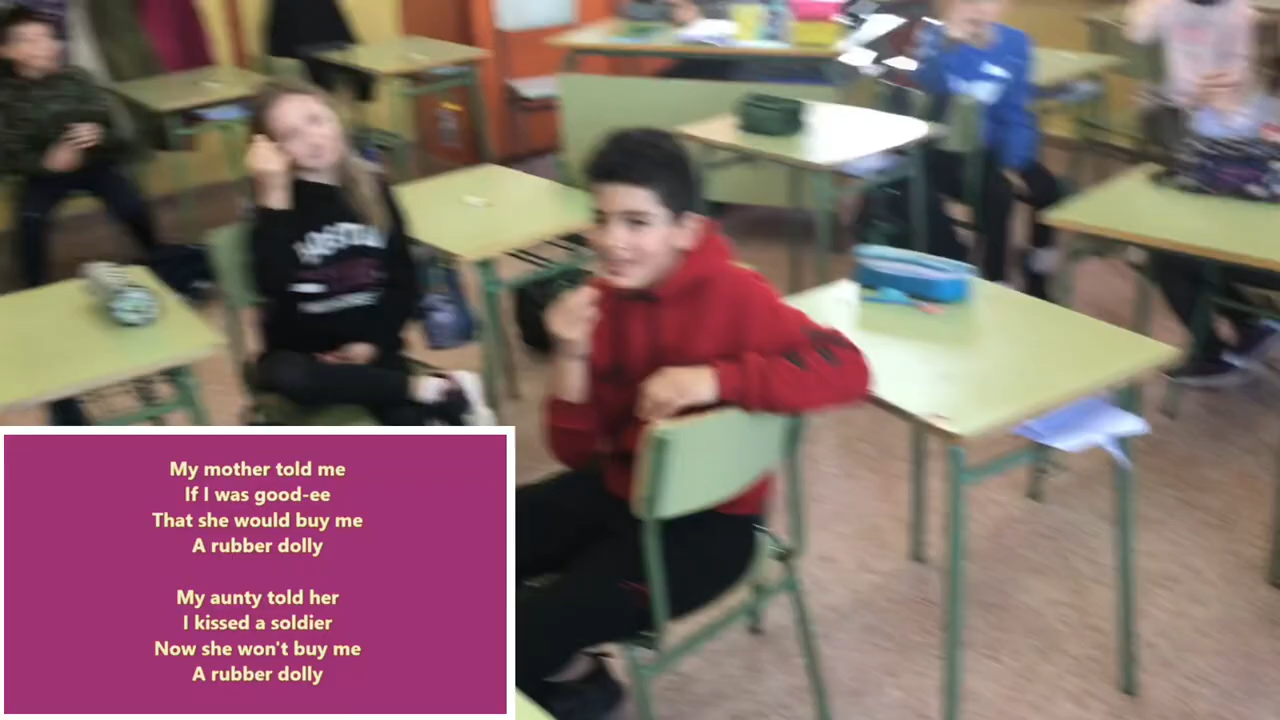 My mother told me
If I was good-ee
That she would buy me
A rubber dolly
My aunty told her
I kissed a soldier
Now she won't buy me
A rubber dolly